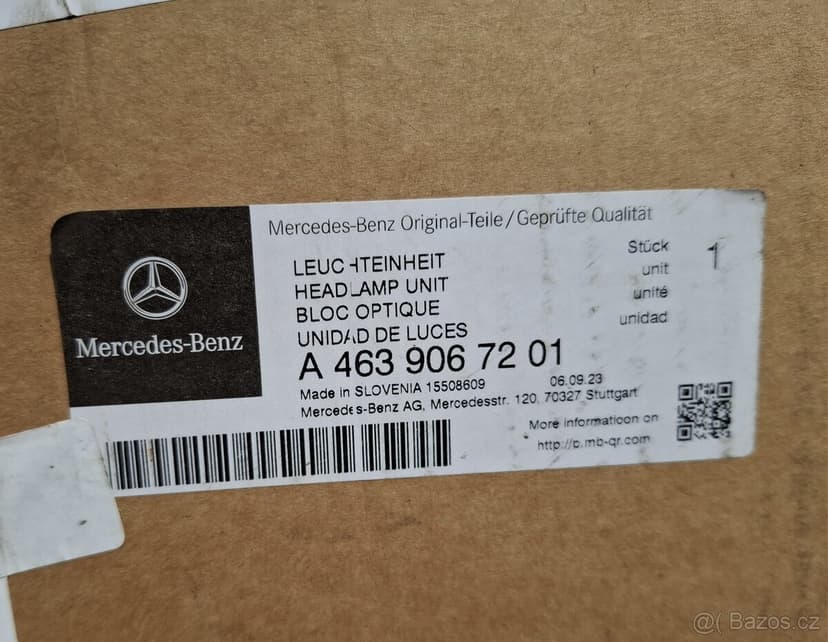 Mercedes-Benz Original-Teile/Geprüfte Qualität
LEUCHTEINHEIT
HEADLAMP UNIT
BLOC OPTIQUE
UNIDAD DE LUCES
Stück
unit
unité
unidad
1
A 463 906 72 01
Made in SLOVENIA 15508609 06.09.23
Mercedes-Benz AG, Mercedesstr. 120, 70327 Stuttgart
More information on
http://b.mb-qr.com
Mercedes-Benz
@( Bazos.cz